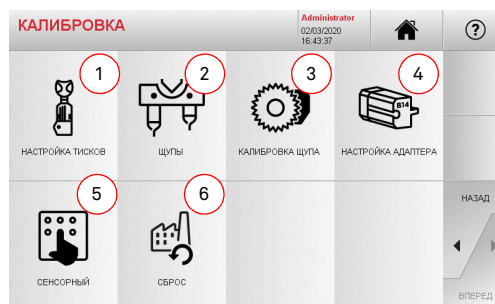 КАЛИБРОВКА
Administrator
02/03/2020
16:43:37
?
1
2
3
4
B14
НАСТРОЙКА ТИСКОВ
ЩУПЫ
КАЛИБРОВКА ЩУПА
НАСТРОЙКА АДАПТЕРА
5
6
НАЗАД
СЕНСОРНЫЙ
СБРОС
ВПЕРЕД